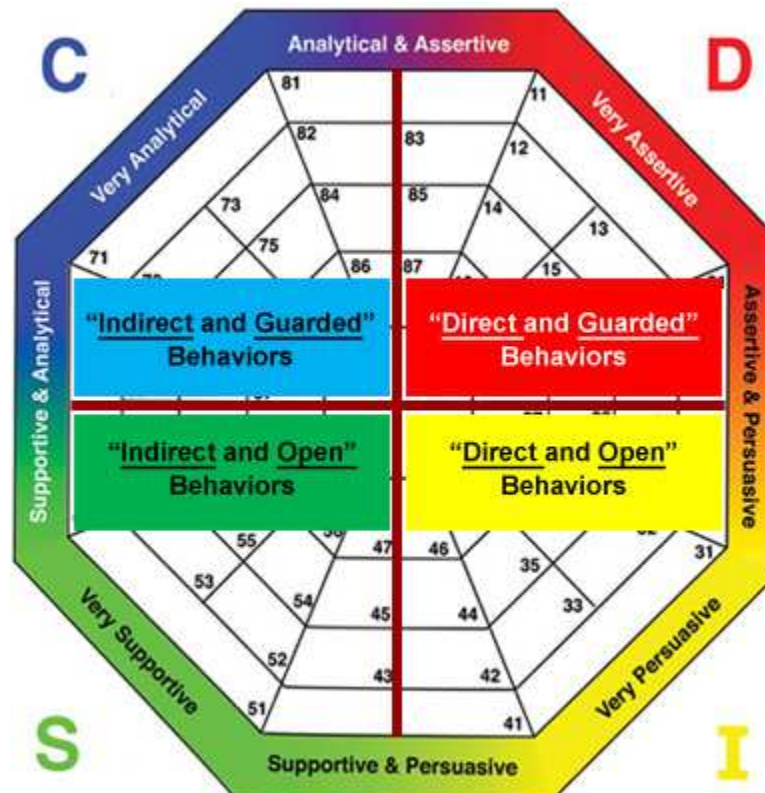 C
Analytical & Assertive
D
Very Analytical
Very Assertive
81
11
82
83
12
84
85
14
73
13
75
15
71
86
87
Supportive & Analytical
Assertive & Persuasive
“Indirect and Guarded”
Behaviors
“Direct and Guarded”
Behaviors
“Indirect and Open”
Behaviors
“Direct and Open”
Behaviors
55
47
46
35
31
53
54
45
44
33
52
43
42
51
41
Very Supportive
Very Persuasive
S
Supportive & Persuasive
I